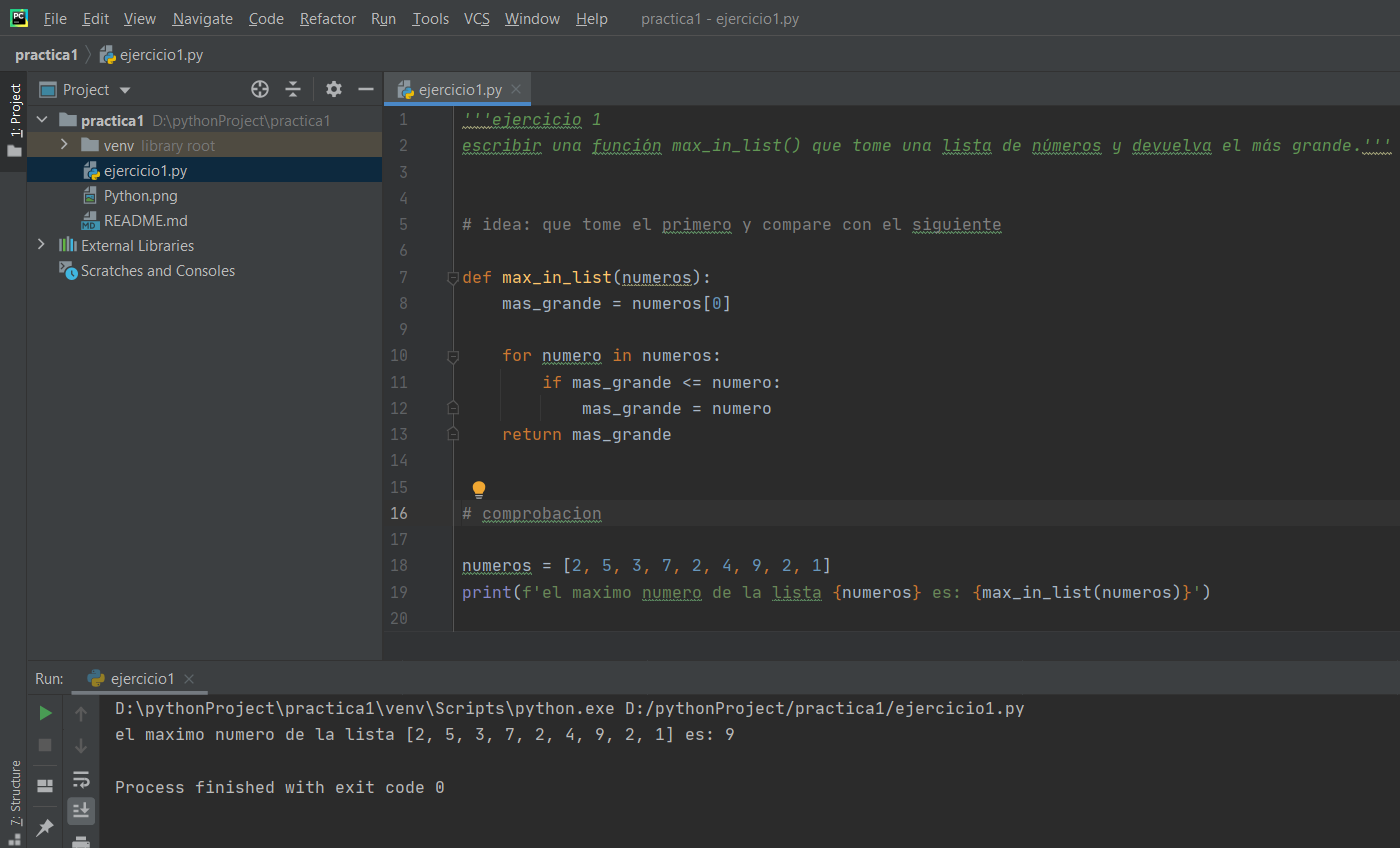 File Edit View Navigate Code Refactor Run Tools VCS Window Help practica1 - ejercicio1.py
practica1 ejercicio1.py
1: Project
Project
practica1 D:\pythonProject\practica1
venv library root
ejercicio1.py
Python.png
README.md
External Libraries
Scratches and Consoles
ejercicio1.py
1 '''ejercicio 1
2 escribir una función max_in_list() que tome una lista de números y devuelva el más grande.'''
3
4
5 # idea: que tome el primero y compare con el siguiente
6
7 def max_in_list(numeros):
8     mas_grande = numeros[0]
9
10     for numero in numeros:
11         if mas_grande <= numero:
12             mas_grande = numero
13     return mas_grande
14
15
16 # comprobacion
17
18 numeros = [2, 5, 3, 7, 2, 4, 9, 2, 1]
19 print(f'el maximo numero de la lista {numeros} es: {max_in_list(numeros)}')
20
Run: ejercicio1
D:\pythonProject\practica1\venv\Scripts\python.exe D:/pythonProject/practica1/ejercicio1.py
el maximo numero de la lista [2, 5, 3, 7, 2, 4, 9, 2, 1] es: 9
Process finished with exit code 0
7: Structure